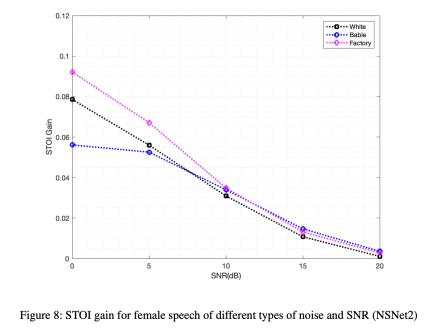 0.12
White
Bable
Factory
0.1
0.08
STOI Gain
0.06
0.04
0.02
0
0 5 10 15 20
SNR(dB)
Figure 8: STOI gain for female speech of different types of noise and SNR (NSNet2)